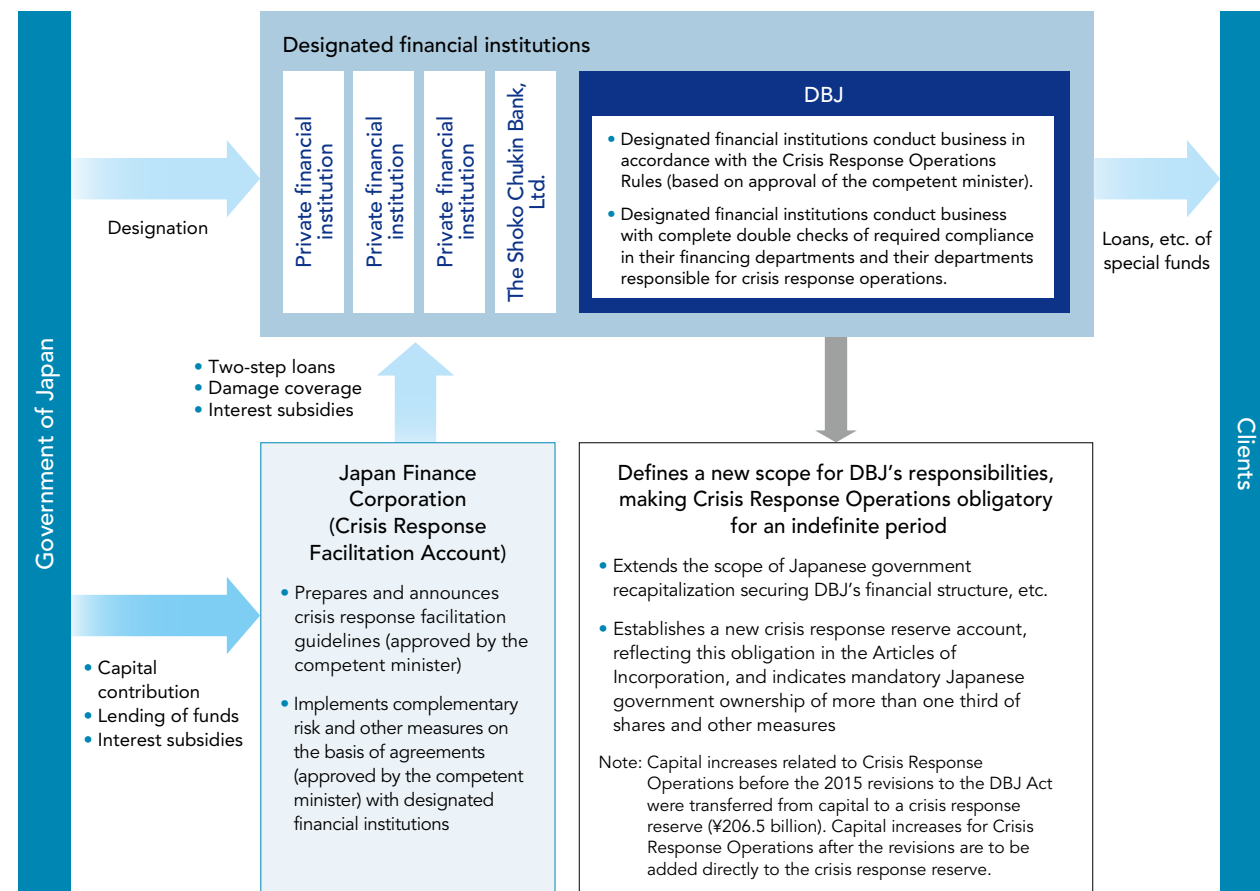 Government of Japan
Designation
Designated financial institutions
Private financial
institution
Private financial
institution
Private financial
institution
The Shoko Chukin Bank,
Ltd.
DBJ
• Designated financial institutions conduct business in
accordance with the Crisis Response Operations
Rules (based on approval of the competent minister).
• Designated financial institutions conduct business
with complete double checks of required compliance
in their financing departments and their departments
responsible for crisis response operations.
Loans, etc. of
special funds
Clients
• Two-step loans
• Damage coverage
• Interest subsidies
• Capital
contribution
• Lending of funds
• Interest subsidies
Japan Finance
Corporation
(Crisis Response
Facilitation Account)
• Prepares and announces
crisis response facilitation
guidelines (approved by the
competent minister)
• Implements complementary
risk and other measures on
the basis of agreements
(approved by the competent
minister) with designated
financial institutions
Defines a new scope for DBJ’s responsibilities,
making Crisis Response Operations obligatory
for an indefinite period
• Extends the scope of Japanese government
recapitalization securing DBJ’s financial structure, etc.
• Establishes a new crisis response reserve account,
reflecting this obligation in the Articles of
Incorporation, and indicates mandatory Japanese
government ownership of more than one third of
shares and other measures
Note: Capital increases related to Crisis Response
Operations before the 2015 revisions to the DBJ Act
were transferred from capital to a crisis response
reserve (¥206.5 billion). Capital increases for Crisis
Response Operations after the revisions are to be
added directly to the crisis response reserve.